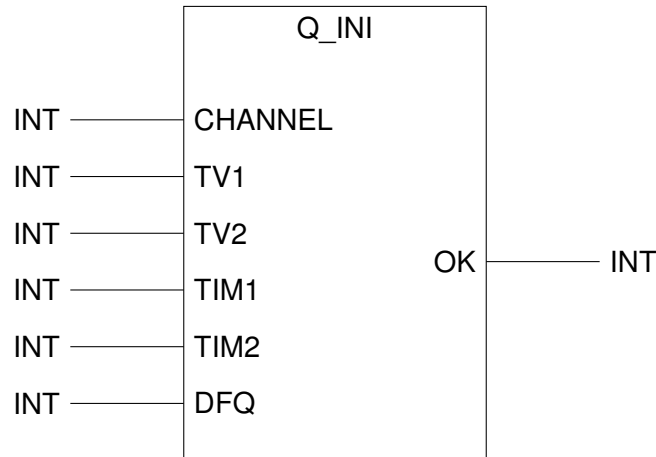 Q_INI
INT CHANNEL
INT TV1
INT TV2
OK INT
INT TIM1
INT TIM2
INT DFQ